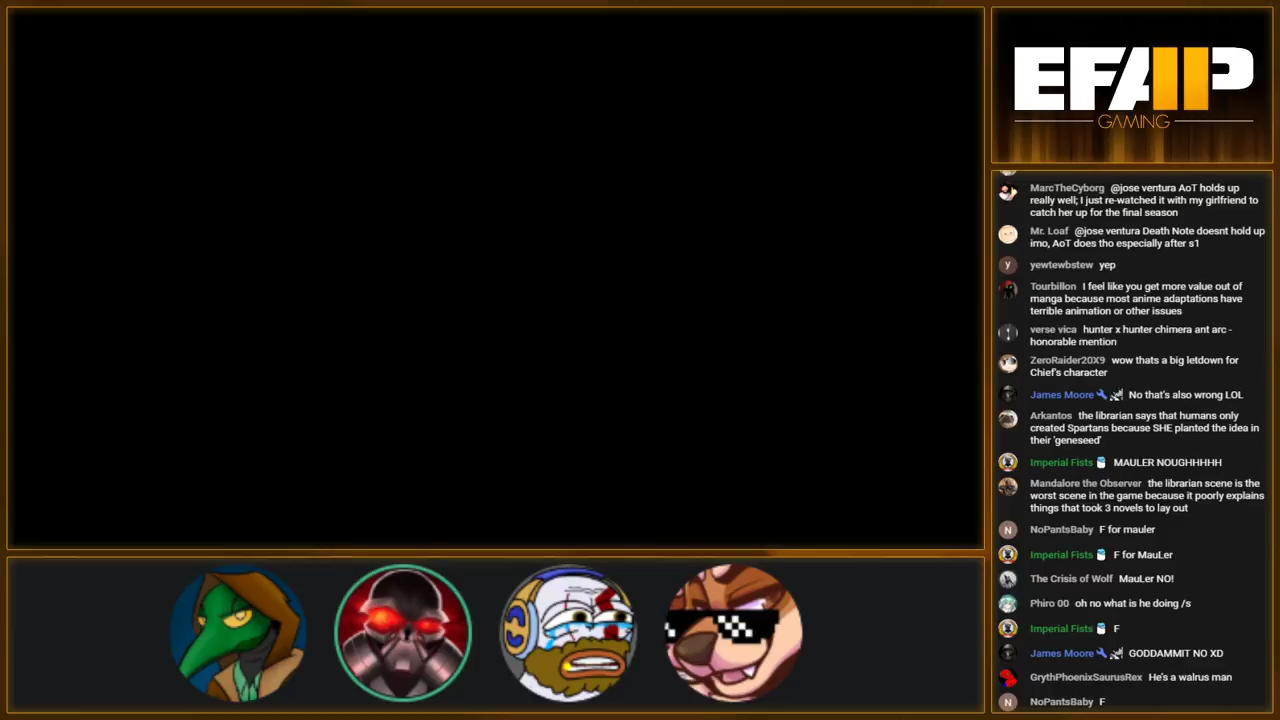 EFAP
GAMING
MarcTheCyborg @jose ventura AoT holds up
really well; I just re-watched it with my girlfriend to
catch her up for the final season
Mr. Loaf @jose ventura Death Note doesnt hold up
imo, AoT does tho especially after s1
y yewtewbstew yep
Tourbillon I feel like you get more value out of
manga because most anime adaptations have
terrible animation or other issues
verse vica hunter x hunter chimera ant arc -
honorable mention
ZeroRaider20X9 wow thats a big letdown for
Chief's character
James Moore No that's also wrong LOL
Arkantos the librarian says that humans only
created Spartans because SHE planted the idea in
their 'geneseed'
Imperial Fists MAULER NOUGHHHHH
Mandalore the Observer the librarian scene is the
worst scene in the game because it poorly explains
things that took 3 novels to lay out
N NoPantsBaby F for mauler
Imperial Fists F for MauLer
The Crisis of Wolf MauLer NO!
Phiro 00 oh no what is he doing /s
Imperial Fists F
James Moore GODDAMMIT NO XD
GrythPhoenixSaurusRex He's a walrus man
N NoPantsBaby F